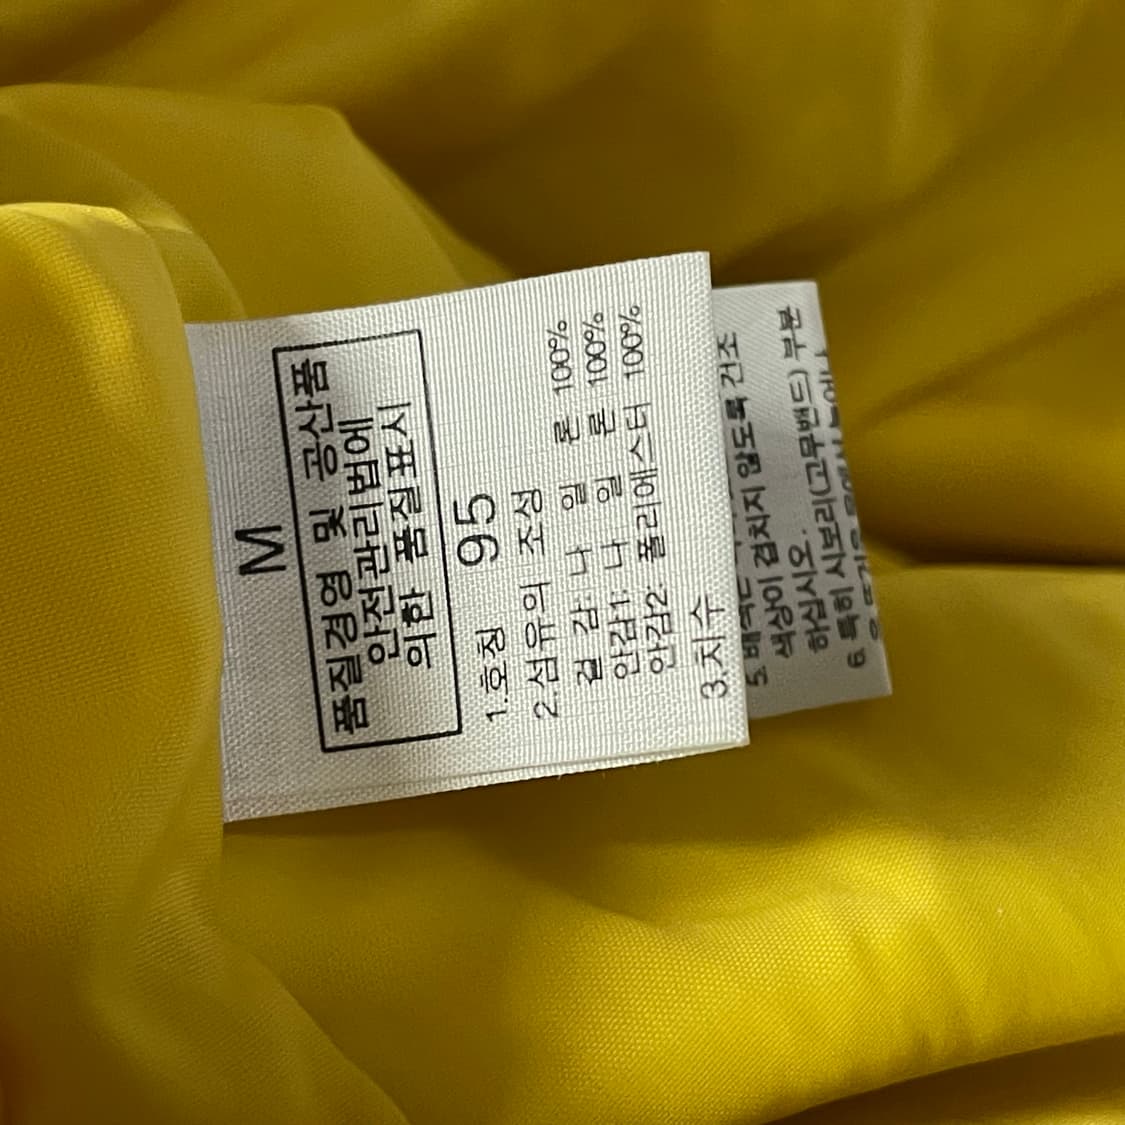 M
품질경영 및 공산품
안전관리법에
의한 품질표시
1.호칭 95
2.섬유의 조성
겉 감: 나 일 론 100%
안감1: 나 일 론 100%
안감2: 폴리에스터 100%
3.치수
5. 배색은
색상이 겹치지 않도록 건조
하십시오.
6. 특히 시보리(고무밴드) 부분